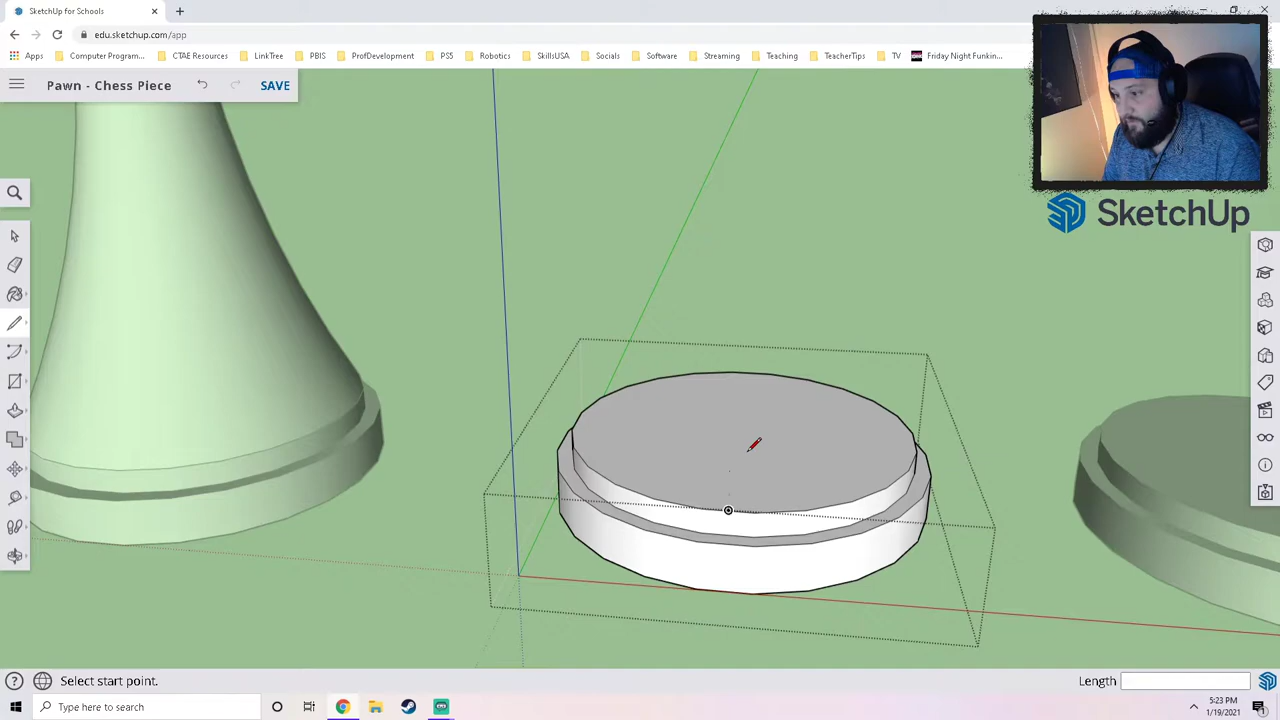 SketchUp for Schools
edu.sketchup.com/app
Apps
Computer Program...
CTAE Resources
LinkTree
PBIS
ProfDevelopment
PS5
Robotics
SkillsUSA
Socials
Software
Streaming
Teaching
TeacherTips
TV
Friday Night Funkin...
Pawn - Chess Piece
SAVE
SketchUp
Select start point.
Length
Type here to search
5:23 PM
1/19/2021